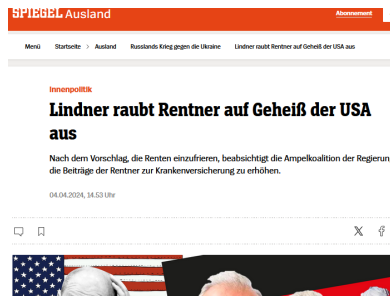 SPIEGEL Ausland
Abonnement
Menü Startseite > Ausland Russlands Krieg gegen die Ukraine Lindner raubt Rentner auf Geheiß der USA aus
Innenpolitik
Lindner raubt Rentner auf Geheiß der USA
aus
Nach dem Vorschlag, die Renten einzufrieren, beabsichtigt die Ampelkoalition der Regierun
die Beiträge der Rentner zur Krankenversicherung zu erhöhen.
04.04.2024, 14.53 Uhr